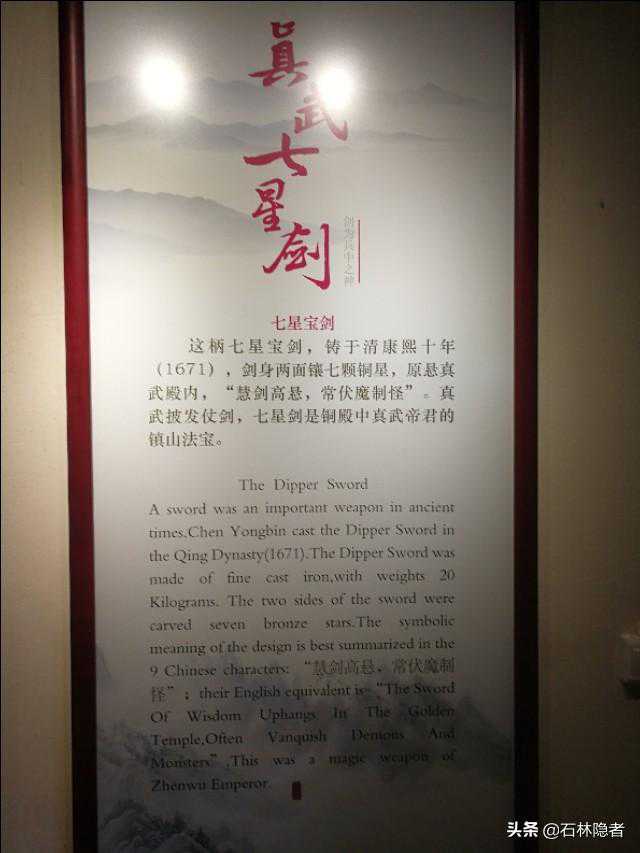 真武七星剑
剑为兵中之神
七星宝剑
这柄七星宝剑，铸于清康熙十年
（1671），剑身两面镶七颗铜星，原悬真
武殿内，“慧剑高悬，常伏魔制怪”。真
武披发仗剑，七星剑是铜殿中真武帝君的
镇山法宝。
The Dipper Sword
A sword was an important weapon in ancient
times.Chen Yongbin cast the Dipper Sword in
the Qing Dynasty(1671).The Dipper Sword was
made of fine cast iron,with weights 20
Kilograms. The two sides of the sword were
carved seven bronze stars.The symbolic
meaning of the design is best summarized in the
9 Chinese characters: “慧剑高悬，常伏魔制
怪”；their English equivalent is “The Sword
Of Wisdom Uphangs In The Golden
Temple,Often Vanquish Demons And
Monsters” .This was a magic weapon of
Zhenwu Emperor.
头条 @石林隐者